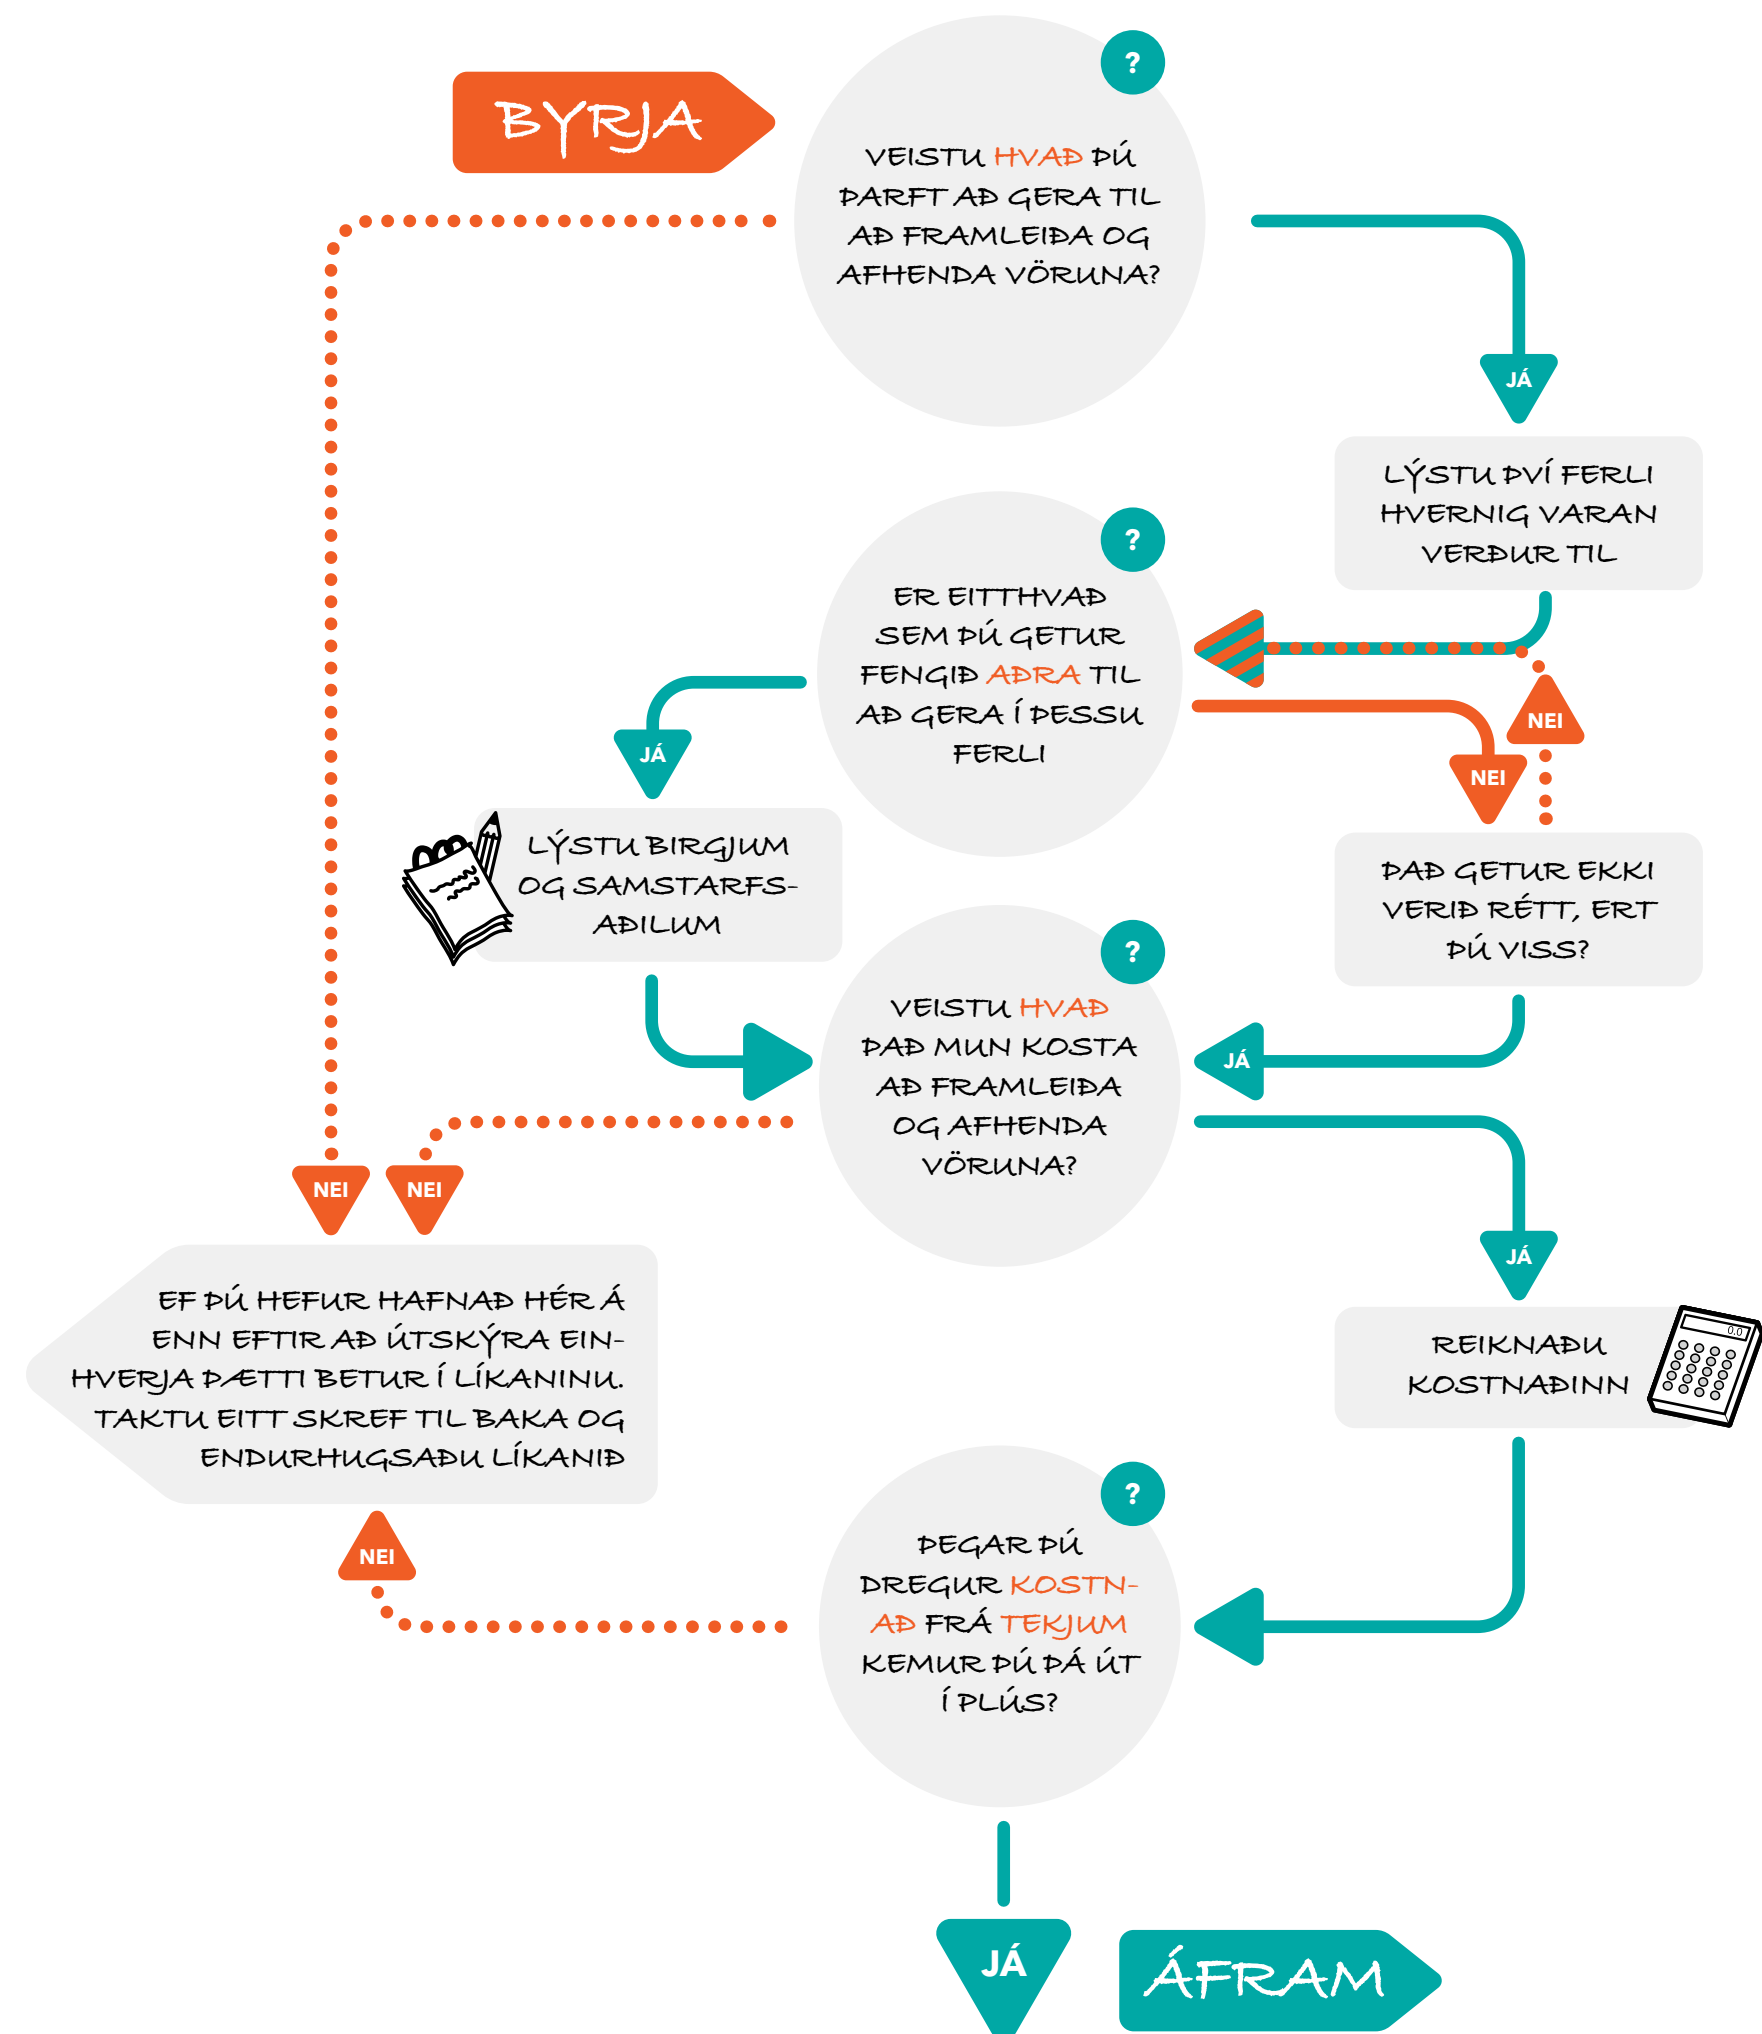 BYRJA
?
VEISTU HVAÐ ÞÚ
ÞARFT AÐ GERA TIL
AÐ FRAMLEIÐA OG
AFHENDA VÖRUNA?
JÁ
LÝSTU ÞVÍ FERLI
HVERNIG VARAN
VERÐUR TIL
?
ER EITTHVAÐ
SEM ÞÚ GETUR
FENGIÐ AÐRA TIL
AÐ GERA Í ÞESSU
FERLI
JÁ
NEI
NEI
LÝSTU BIRGJUM
OG SAMSTARFS-
AÐILUM
ÞAÐ GETUR EKKI
VERIÐ RÉTT, ERT
ÞÚ VISS?
?
VEISTU HVAÐ
ÞAÐ MUN KOSTA
AÐ FRAMLEIÐA
OG AFHENDA
VÖRUNA?
JÁ
NEI
NEI
JÁ
EF ÞÚ HEFUR HAFNAÐ HÉR Á
ENN EFTIR AÐ ÚTSKÝRA EIN-
HVERJA ÞÆTTI BETUR Í LÍKANINU.
TAKTU EITT SKREF TIL BAKA OG
ENDURHUGSAÐU LÍKANIÐ
REIKNAÐU
KOSTNAÐINN
0.0
?
ÞEGAR ÞÚ
DREGUR KOSTN-
AÐ FRÁ TEKJUM
KEMUR ÞÚ ÞÁ ÚT
Í PLÚS?
NEI
JÁ
ÁFRAM